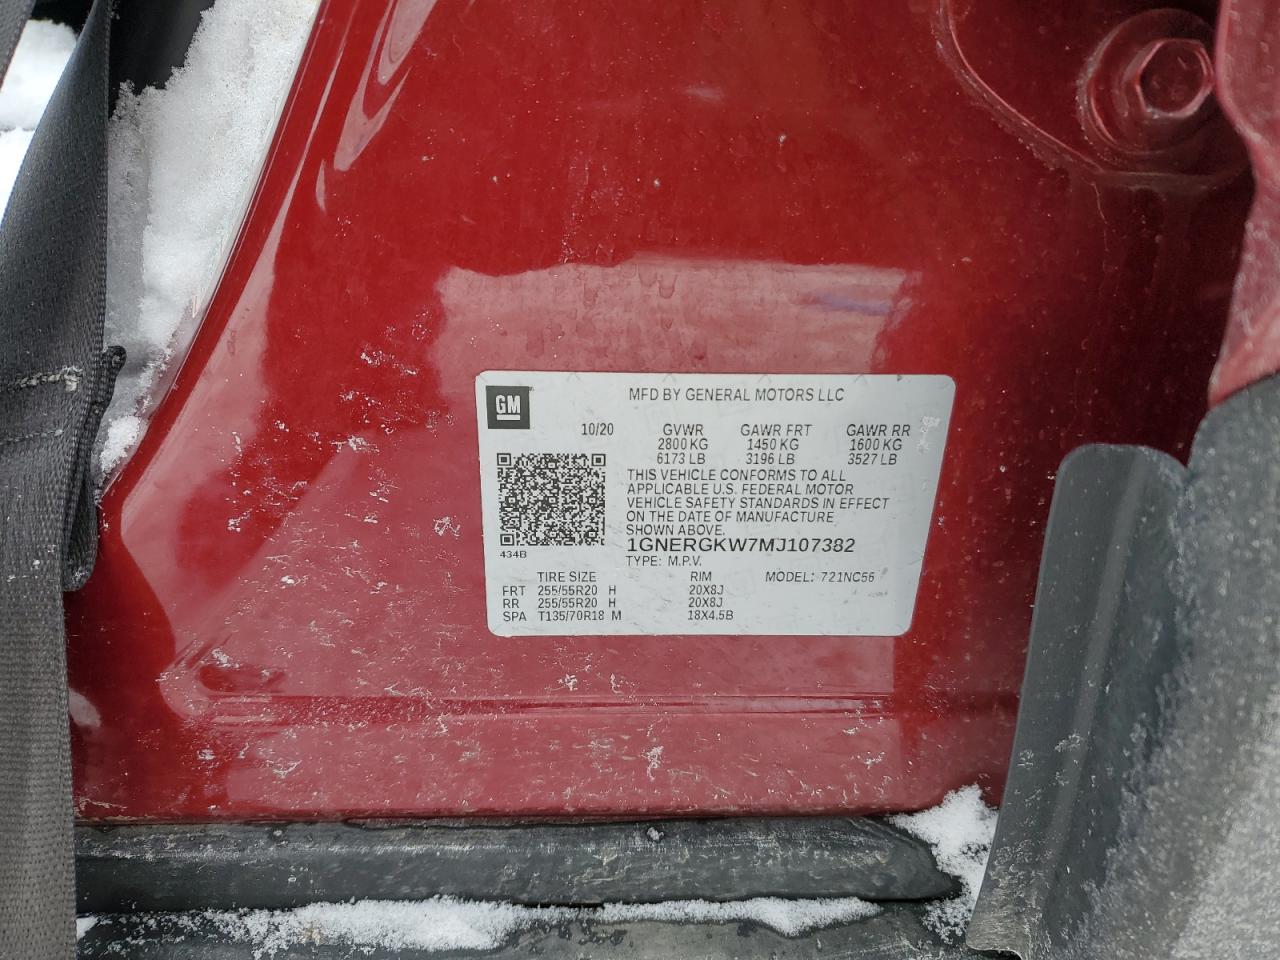 GM
MFD BY GENERAL MOTORS LLC
10/20 GVWR GAWR FRT GAWR RR
2800 KG 1450 KG 1600 KG
6173 LB 3196 LB 3527 LB
THIS VEHICLE CONFORMS TO ALL
APPLICABLE U.S. FEDERAL MOTOR
VEHICLE SAFETY STANDARDS IN EFFECT
ON THE DATE OF MANUFACTURE
SHOWN ABOVE.
1GNERGKW7MJ107382
434B
TYPE: M.P.V.
TIRE SIZE RIM MODEL: 721NC56
FRT 255/55R20 H 20X8J
RR 255/55R20 H 20X8J
SPA T135/70R18 M 18X4.5B